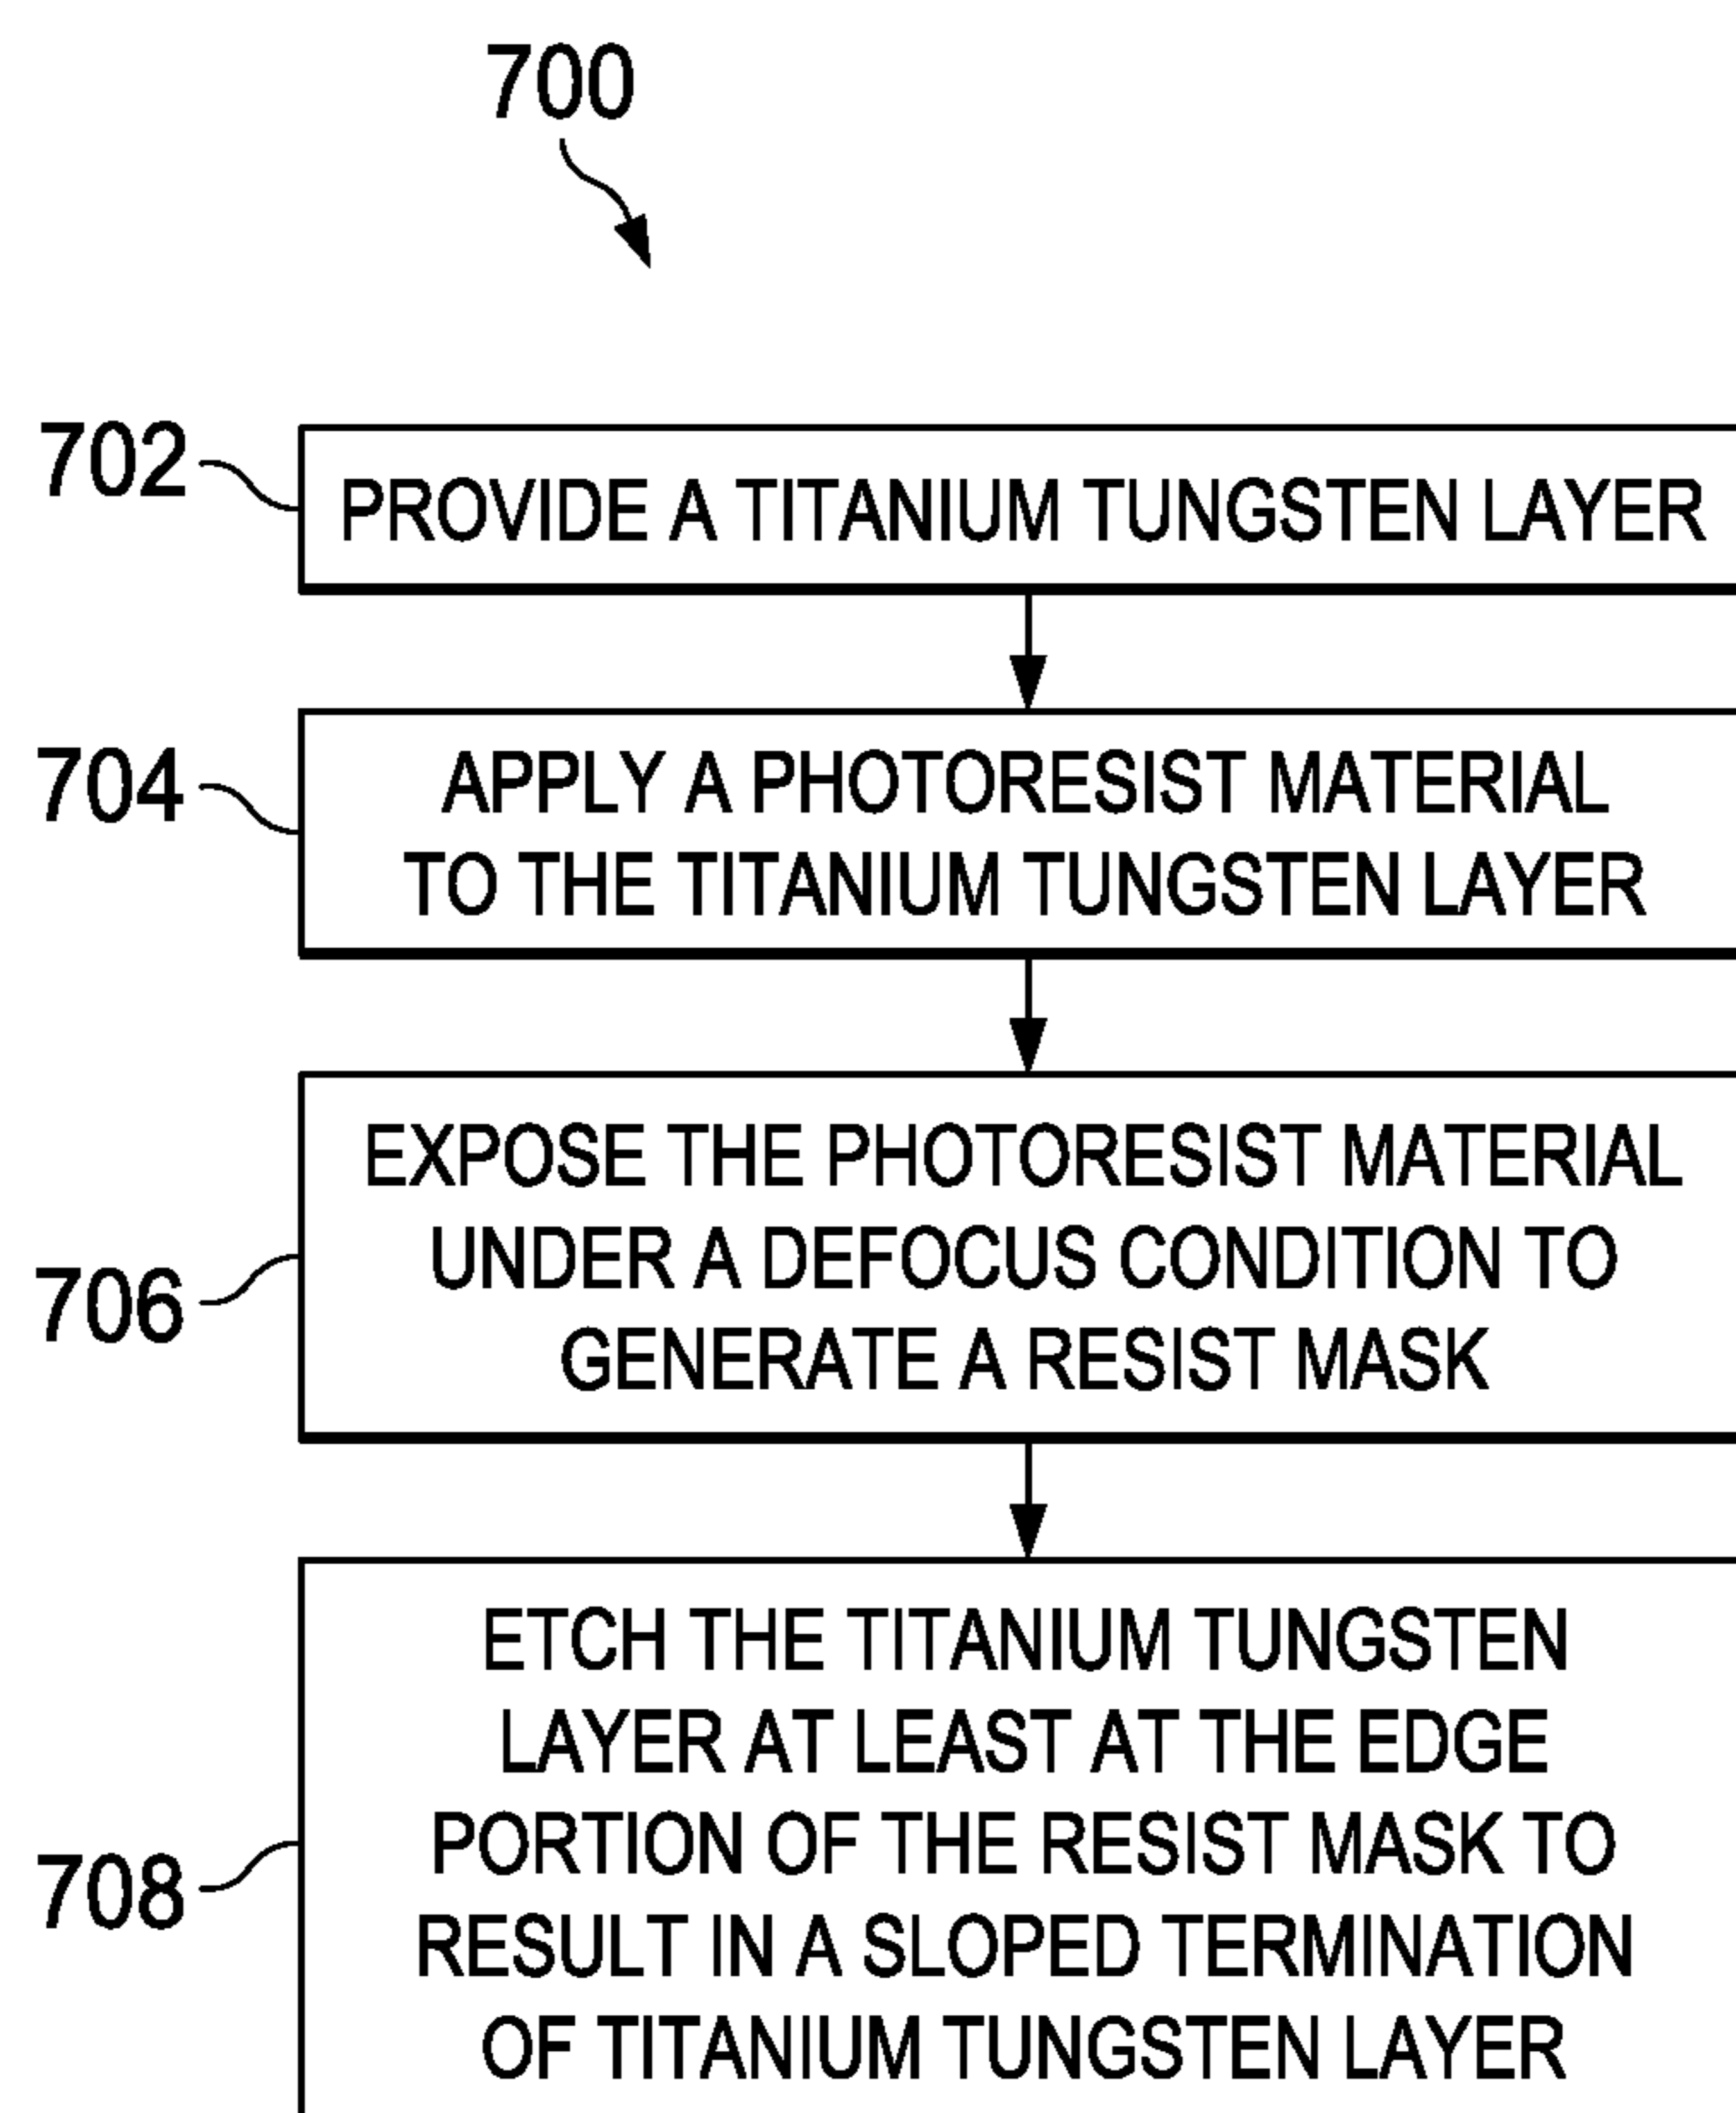 700
702
PROVIDE A TITANIUM TUNGSTEN LAYER
704
APPLY A PHOTORESIST MATERIAL
TO THE TITANIUM TUNGSTEN LAYER
706
EXPOSE THE PHOTORESIST MATERIAL
UNDER A DEFOCUS CONDITION TO
GENERATE A RESIST MASK
708
ETCH THE TITANIUM TUNGSTEN
LAYER AT LEAST AT THE EDGE
PORTION OF THE RESIST MASK TO
RESULT IN A SLOPED TERMINATION
OF TITANIUM TUNGSTEN LAYER